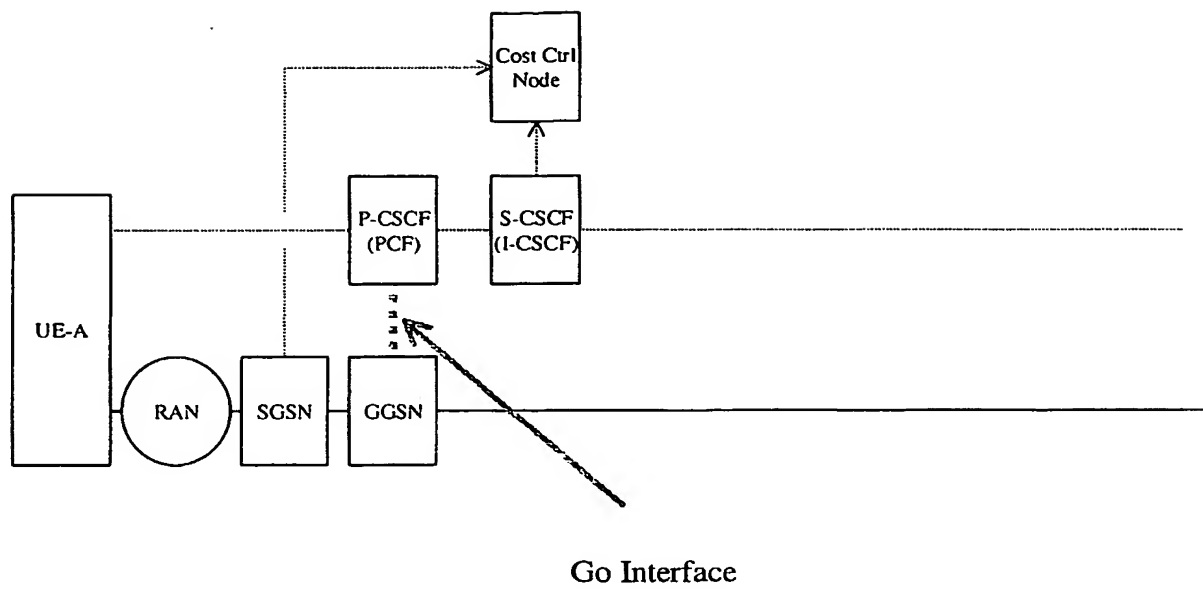 Cost Ctrl
Node
P-CSCF
(PCF)
S-CSCF
(I-CSCF)
UE-A
RAN
SGSN
GGSN
Go Interface